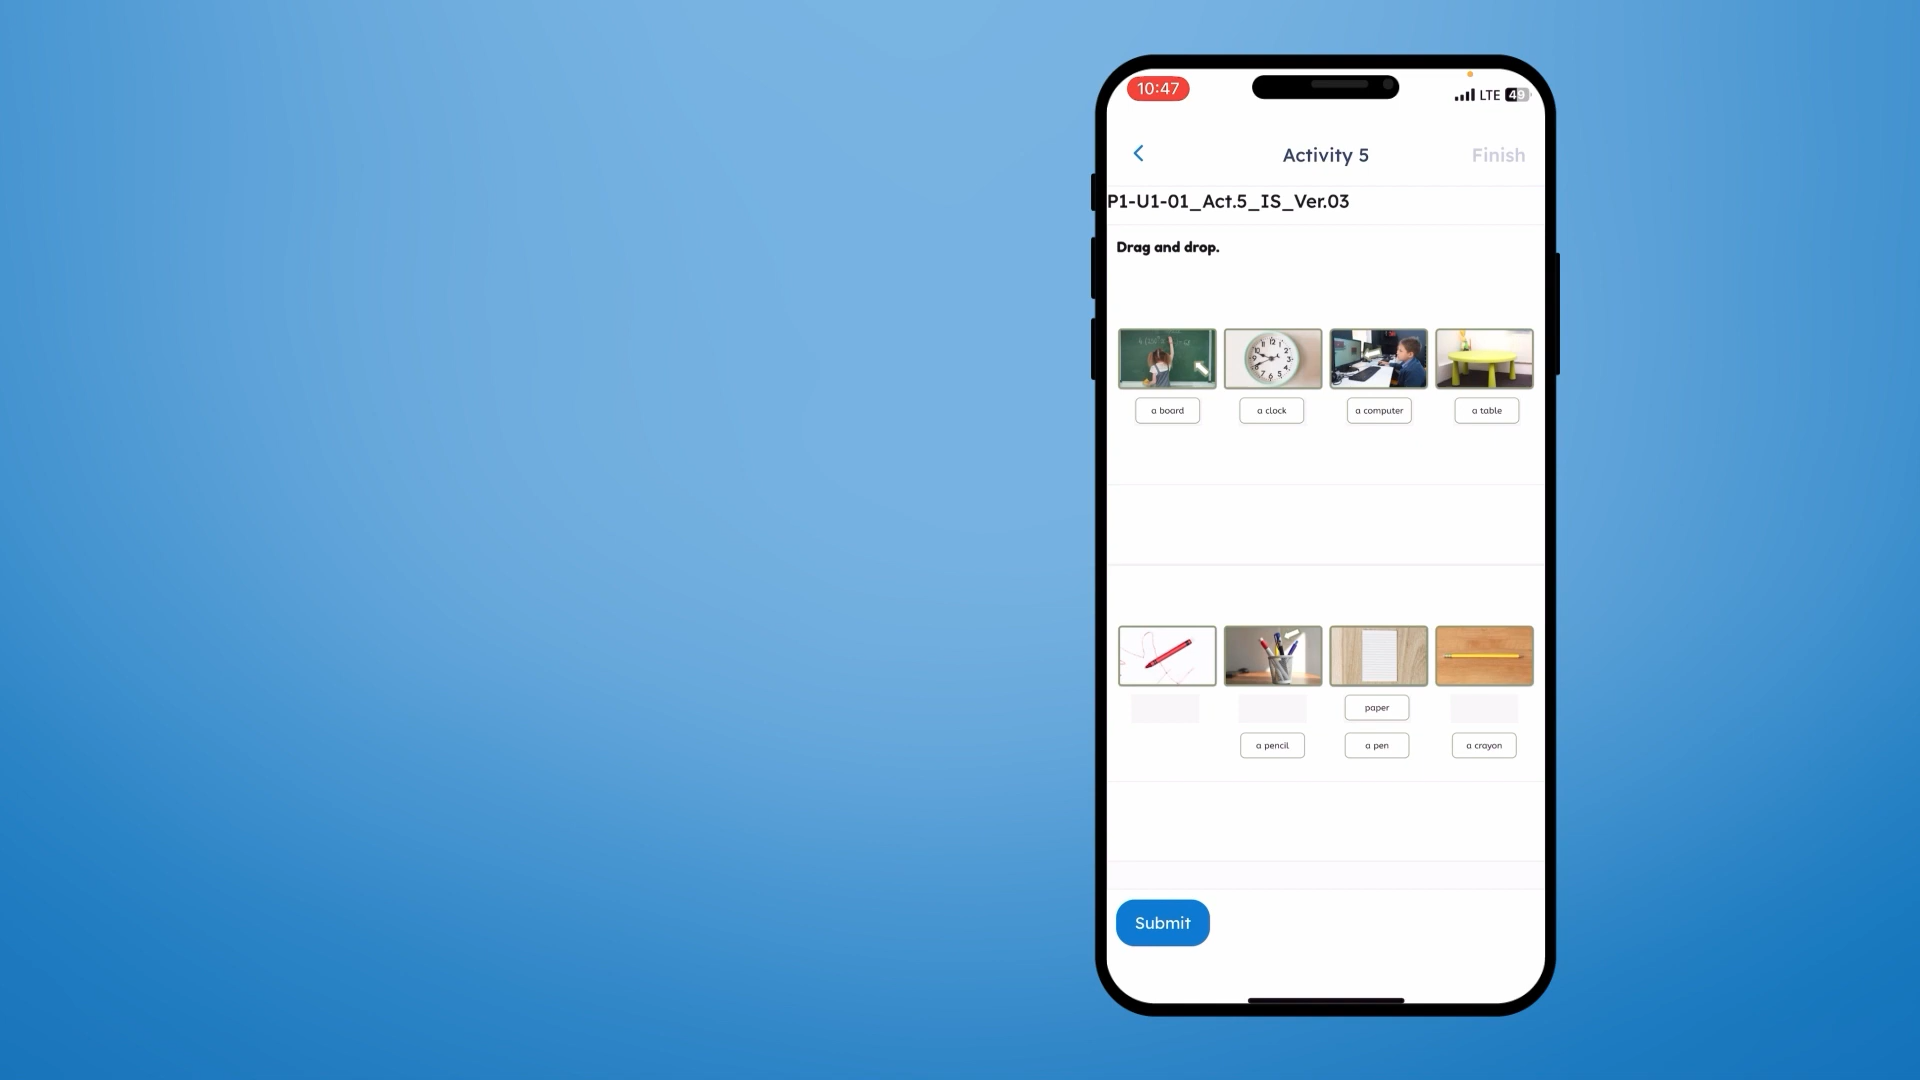 10:47
LTE 49
Activity 5
Finish
P1-U1-01_Act.5_IS_Ver.03
Drag and drop.
a board
a clock
a computer
a table
paper
a pencil
a pen
a crayon
Submit